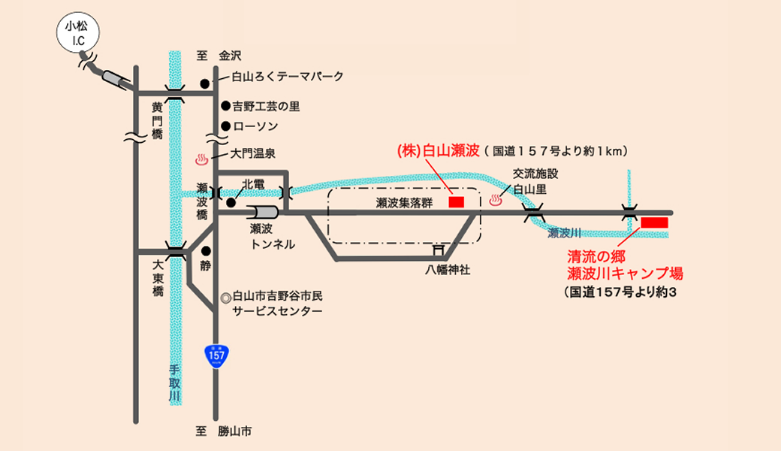 小松
I.C
至 金沢
白山ろくテーマパーク
黄門橋
吉野工芸の里
ローソン
大門温泉
(株)白山瀬波 ( 国道157号より約1km)
交流施設
白山里
北電
瀬波橋
瀬波集落群
瀬波
トンネル
瀬波川
清流の郷
瀬波川キャンプ場
(国道157号より約3
八幡神社
静
大東橋
白山市吉野谷市民
サービスセンター
157
手取川
至 勝山市